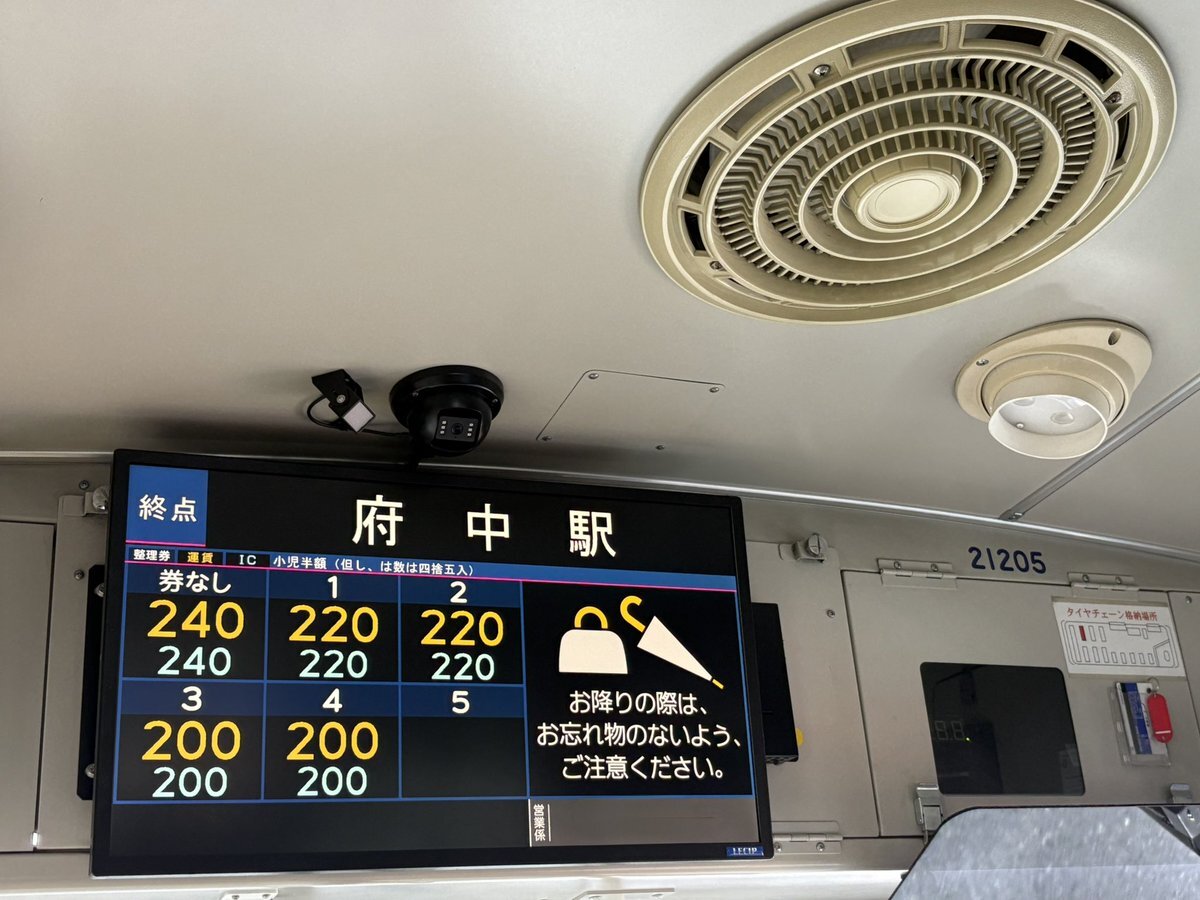 終点
府中駅
整理券 運賃 IC 小児半額（但し、は数は四捨五入）
券なし 1 2
240 220 220
240 220 220
3 4 5
200 200
200 200
お降りの際は、
お忘れ物のないよう、
ご注意ください。
営業係
LECIP
21205
タイヤチェーン格納場所